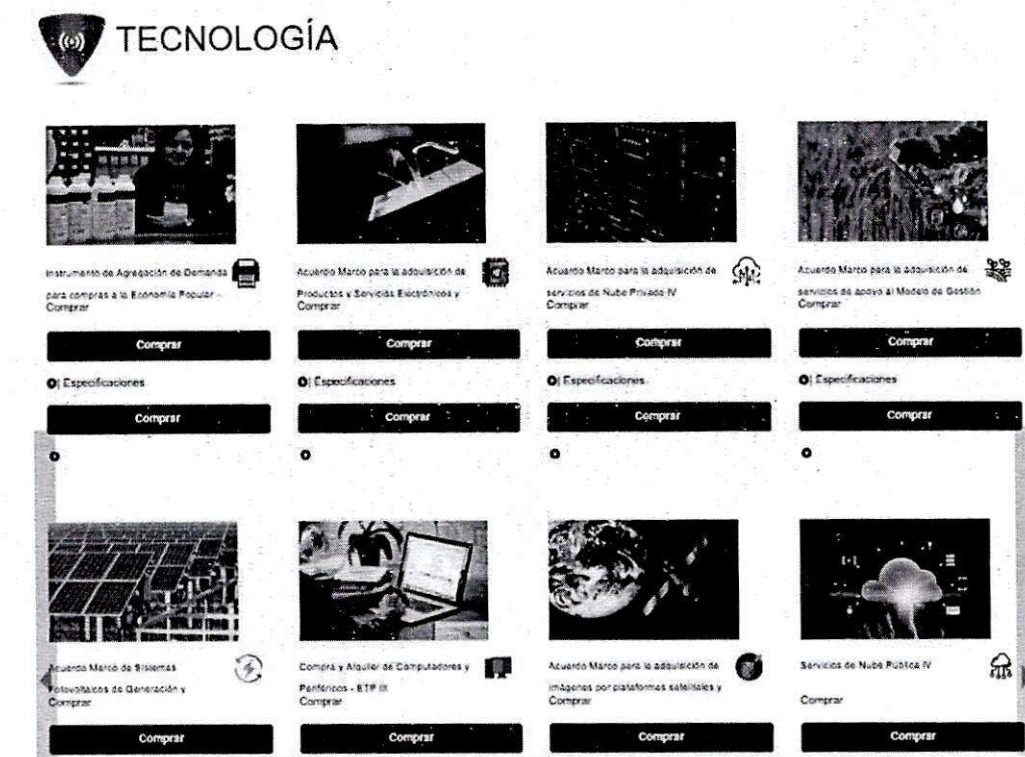 TECNOLOGÍA
Instrumento de Agregación de Demanda
para compras a la Economía Popular -
Comprar
Comprar
| Especificaciones
Comprar
Acuerdo Marco para la adquisición de
Productos y Servicios Electrónicos y
Comprar
Comprar
| Especificaciones
Comprar
Acuerdo Marco para la adquisición de
servicios de Nube Privada IV
Comprar
Comprar
| Especificaciones
Comprar
Acuerdo Marco para la adquisición de
servicios de apoyo al Modelo de Gestión
Comprar
Comprar
| Especificaciones
Comprar
Acuerdo Marco de Sistemas
Fotovoltaicos de Generación y
Comprar
Comprar
Compra y Alquiler de Computadores y
Periféricos - ETP III
Comprar
Comprar
Acuerdo Marco para la adquisición de
imágenes por plataformas satelitales y
Comprar
Comprar
Servicios de Nube Pública IV
Comprar
Comprar